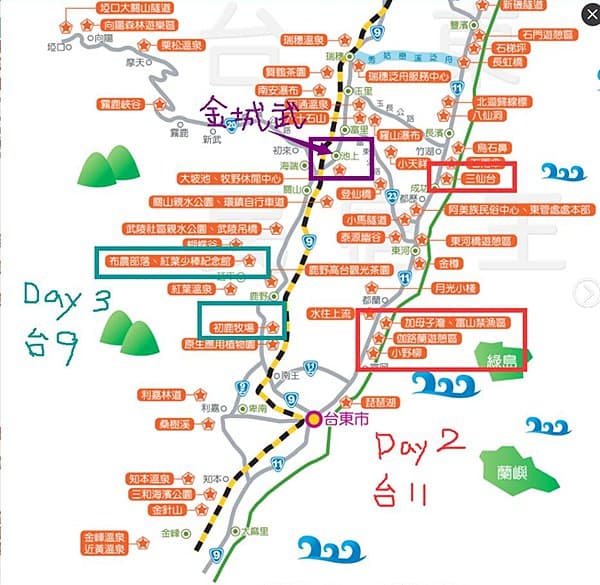 台東
埡口大關山隧道
向陽森林遊樂區
向陽
埡口
栗松溫泉
摩天
霧鹿峽谷
霧鹿
新武
20
瑞穗溫泉
瑞穗
舞鶴茶園
瑞穗泛舟服務中心
秀姑巒溪泛舟
南安瀑布
玉里
玉長公路
富里
羅山瀑布
小天祥
金城武
初來
池上
海端
大坡池、牧野休閒中心
關山
登仙橋
23
關山親水公園、環鎮自行車道
小馬隧道
武陵社區親水公園、武陵吊橋
泰源幽谷
9
布農部落、紅葉少棒紀念館
鹿野高台觀光茶園
紅葉溫泉
鹿野
初鹿牧場
原生應用植物園
豐濱
新磯隧道
石門遊憩區
石梯坪
長虹橋
11
北迴歸線標
八仙洞
長濱
竹湖
烏石鼻
三仙台
成功
都歷
阿美族民俗中心、東管處處本部
東河橋遊憩區
東河
金樽
月光小棧
都蘭
水往上流
加母子灣、富山禁漁區
伽路蘭遊憩區
小野柳
綠島
Day 3
台9
南王
利嘉林道
利嘉
卑南
桑樹溪
琵琶湖
台東市
Day 2
台11
蘭嶼
知本溫泉
知本
三和海濱公園
金針山
金峰
太麻里
金峰溫泉
近黃溫泉
11
9